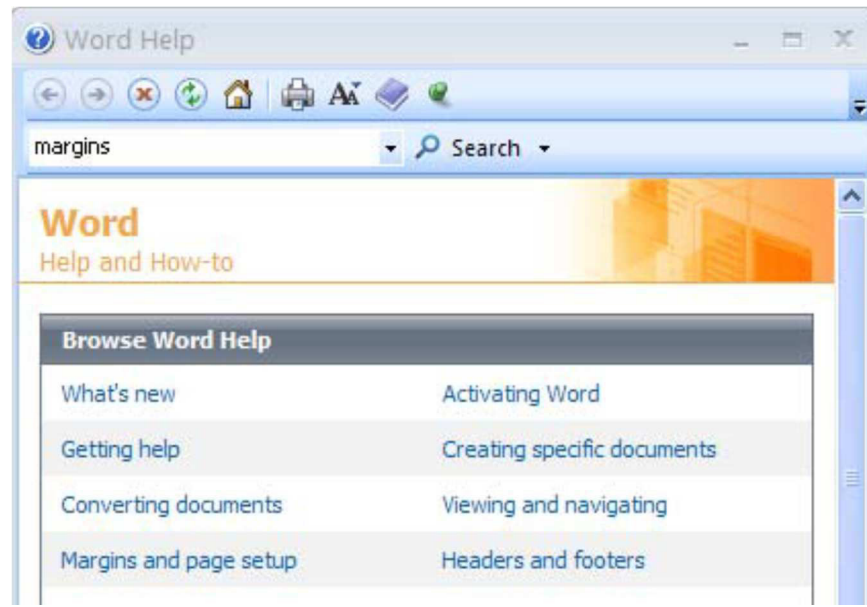 Word Help
margins
Search
Word
Help and How-to
Browse Word Help
What's new Activating Word
Getting help Creating specific documents
Converting documents Viewing and navigating
Margins and page setup Headers and footers